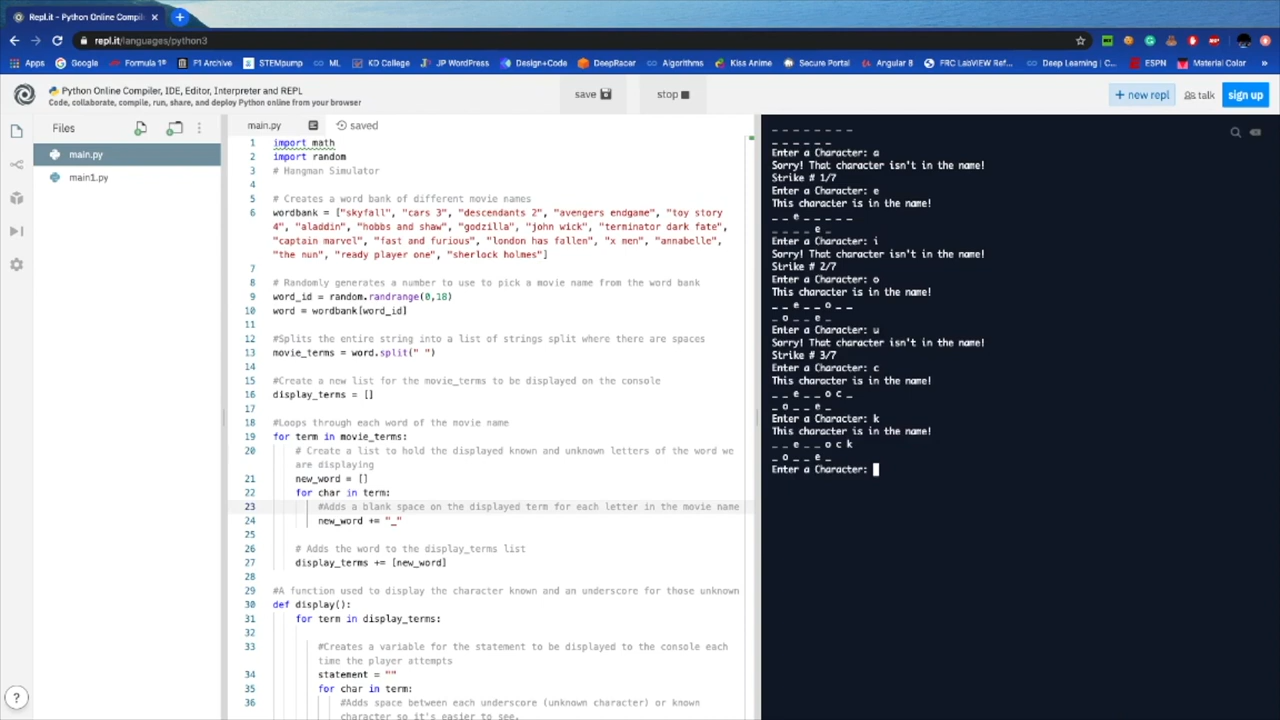 Repl.it - Python Online Compil
repl.it/languages/python3
Apps Google Formula 1® F1 Archive STEMpump ML KD College JP WordPress Design+Code DeepRacer Algorithms Kiss Anime Secure Portal Angular 8 FRC LabVIEW Ref... Deep Learning | C... ESPN Material Color »
Python Online Compiler, IDE, Editor, Interpreter and REPL
Code, collaborate, compile, run, share, and deploy Python online from your browser
save stop + new repl talk sign up
Files
main.py
main1.py
main.py saved
1 import math
2 import random
3 # Hangman Simulator
4
5 # Creates a word bank of different movie names
6 wordbank = ["skyfall", "cars 3", "descendants 2", "avengers endgame", "toy story
4", "aladdin", "hobbs and shaw", "godzilla", "john wick", "terminator dark fate",
"captain marvel", "fast and furious", "london has fallen", "x men", "annabelle",
"the nun", "ready player one", "sherlock holmes"]
7
8 # Randomly generates a number to use to pick a movie name from the word bank
9 word_id = random.randrange(0,18)
10 word = wordbank[word_id]
11
12 #Splits the entire string into a list of strings split where there are spaces
13 movie_terms = word.split(" ")
14
15 #Create a new list for the movie_terms to be displayed on the console
16 display_terms = []
17
18 #Loops through each word of the movie name
19 for term in movie_terms:
20 # Create a list to hold the displayed known and unknown letters of the word we
are displaying
21 new_word = []
22 for char in term:
23 #Adds a blank space on the displayed term for each letter in the movie name
24 new_word += "_"
25
26 # Adds the word to the display_terms list
27 display_terms += [new_word]
28
29 #A function used to display the character known and an underscore for those unknown
30 def display():
31 for term in display_terms:
32
33 #Creates a variable for the statement to be displayed to the console each
time the player attempts
34 statement = ""
35 for char in term:
36 #Adds space between each underscore (unknown character) or known
character so it's easier to see.
_ _ _ _ _ _ _ _
_ _ _ _ _ _
Enter a Character: a
Sorry! That character isn't in the name!
Strike # 1/7
Enter a Character: e
This character is in the name!
_ _ e _ _ _ _ _
_ _ _ _ e _
Enter a Character: i
Sorry! That character isn't in the name!
Strike # 2/7
Enter a Character: o
This character is in the name!
_ _ e _ _ o _ _
_ o _ _ e _
Enter a Character: u
Sorry! That character isn't in the name!
Strike # 3/7
Enter a Character: c
This character is in the name!
_ _ e _ _ o c _
_ o _ _ e _
Enter a Character: k
This character is in the name!
_ _ e _ _ o c k
_ o _ _ e _
Enter a Character:
?